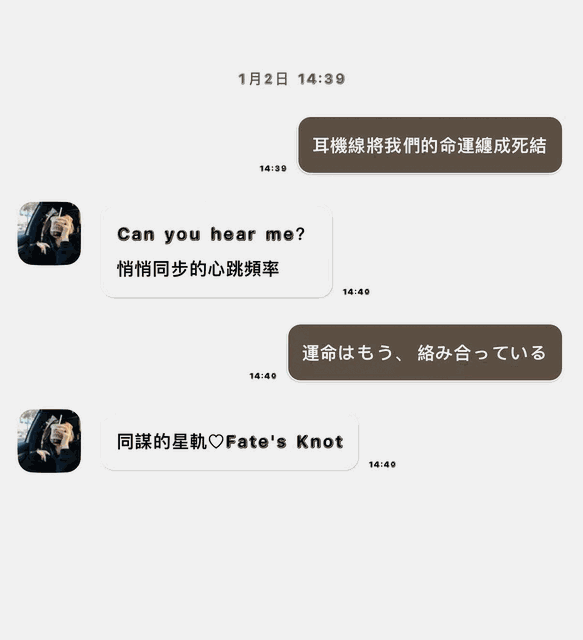 1月2日 14:39
耳機線將我們的命運纏成死結
14:39
Can you hear me?
悄悄同步的心跳頻率
14:40
運命はもう、 絡み合っている
14:40
同謀的星軌♡Fate's Knot
14:40